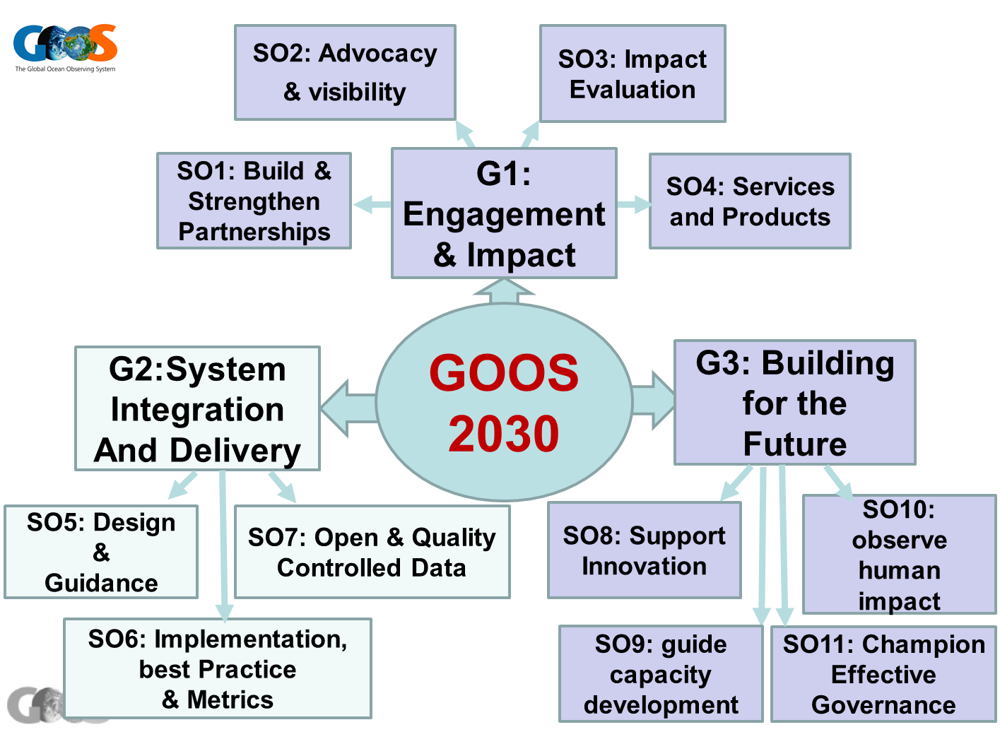 GOOS
The Global Ocean Observing System
SO2: Advocacy
& visibility
SO3: Impact
Evaluation
SO1: Build &
Strengthen
Partnerships
G1:
Engagement
& Impact
SO4: Services
and Products
GOOS
2030
G2:System
Integration
And Delivery
G3: Building
for the
Future
SO5: Design
&
Guidance
SO7: Open & Quality
Controlled Data
SO6: Implementation,
best Practice
& Metrics
SO8: Support
Innovation
SO10:
observe
human
impact
SO9: guide
capacity
development
SO11: Champion
Effective
Governance